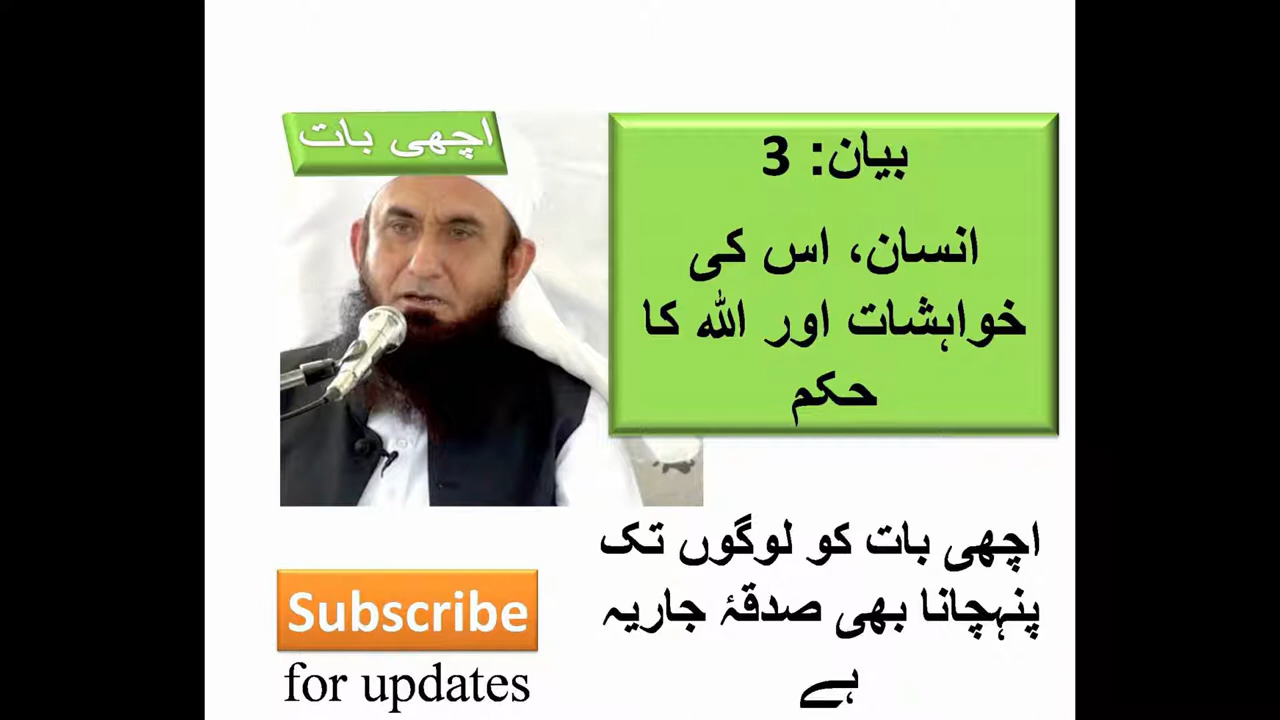 اچھی بات
بیان: 3
انسان، اس کی
خواہشات اور اللہ کا
حکم
اچھی بات کو لوگوں تک
پنہچانا بھی صدقۂ جاریہ
ہے
Subscribe
for updates